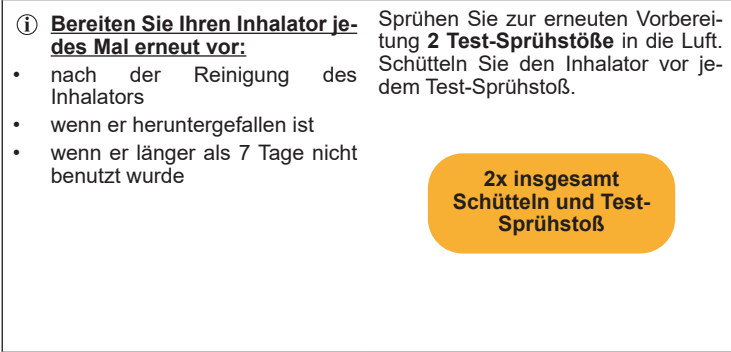 ⓘ Bereiten Sie Ihren Inhalator je-
des Mal erneut vor:
• nach der Reinigung des
Inhalators
• wenn er heruntergefallen ist
• wenn er länger als 7 Tage nicht
benutzt wurde
Sprühen Sie zur erneuten Vorberei-
tung 2 Test-Sprühstöße in die Luft.
Schütteln Sie den Inhalator vor je-
dem Test-Sprühstoß.
2x insgesamt
Schütteln und Test-
Sprühstoß